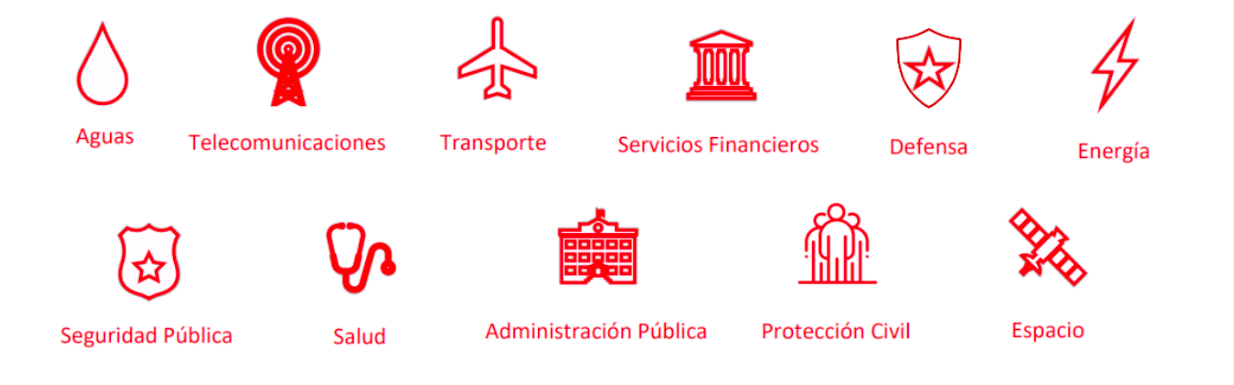 Aguas
Telecomunicaciones
Transporte
Servicios Financieros
Defensa
Energía
Seguridad Pública
Salud
Administración Pública
Protección Civil
Espacio